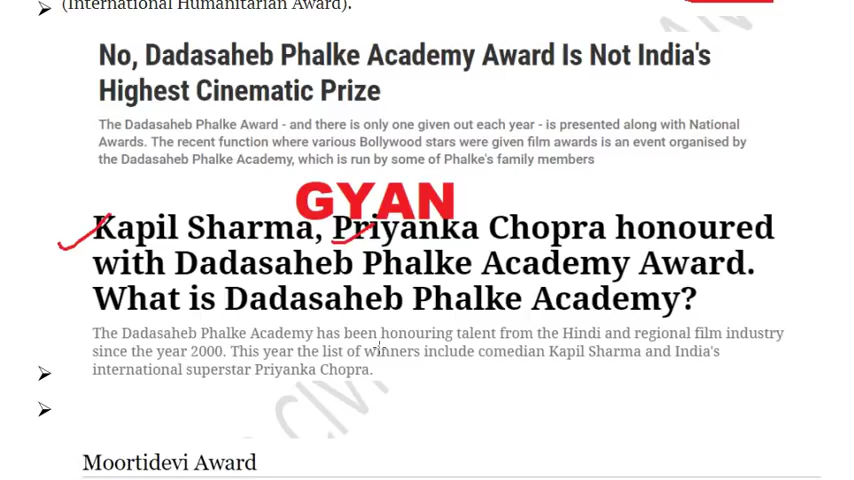 (International Humanitarian Award).
No, Dadasaheb Phalke Academy Award Is Not India's
Highest Cinematic Prize
The Dadasaheb Phalke Award - and there is only one given out each year - is presented along with National
Awards. The recent function where various Bollywood stars were given film awards is an event organised by
the Dadasaheb Phalke Academy, which is run by some of Phalke's family members
GYAN
Kapil Sharma, Priyanka Chopra honoured
with Dadasaheb Phalke Academy Award.
What is Dadasaheb Phalke Academy?
The Dadasaheb Phalke Academy has been honouring talent from the Hindi and regional film industry
since the year 2000. This year the list of winners include comedian Kapil Sharma and India's
international superstar Priyanka Chopra.
Moortidevi Award